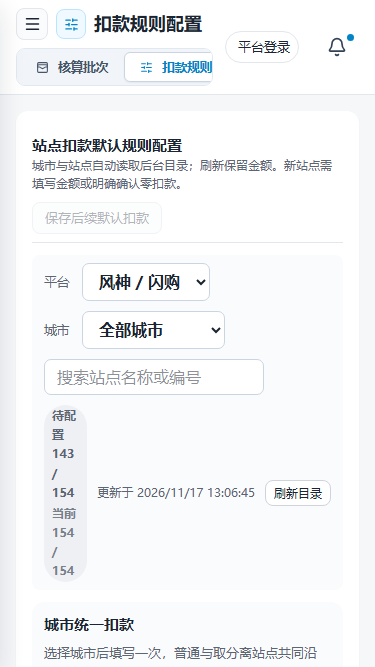 扣款规则配置
平台登录
核算批次
扣款规则
站点扣款默认规则配置
城市与站点自动读取后台目录；刷新保留金额。新站点需
填写金额或明确确认零扣款。
保存后续默认扣款
平台
风神 / 闪购
城市
全部城市
搜索站点名称或编号
待配
置
143
/
154
当前
154
/
154
更新于 2026/11/17 13:06:45
刷新目录
城市统一扣款
选择城市后填写一次，普通与取分离站点共同沿